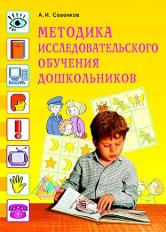 А. И. Савенков
МЕТОДИКА
ИССЛЕДОВАТЕЛЬСКОГО
ОБУЧЕНИЯ
ДОШКОЛЬНИКОВ